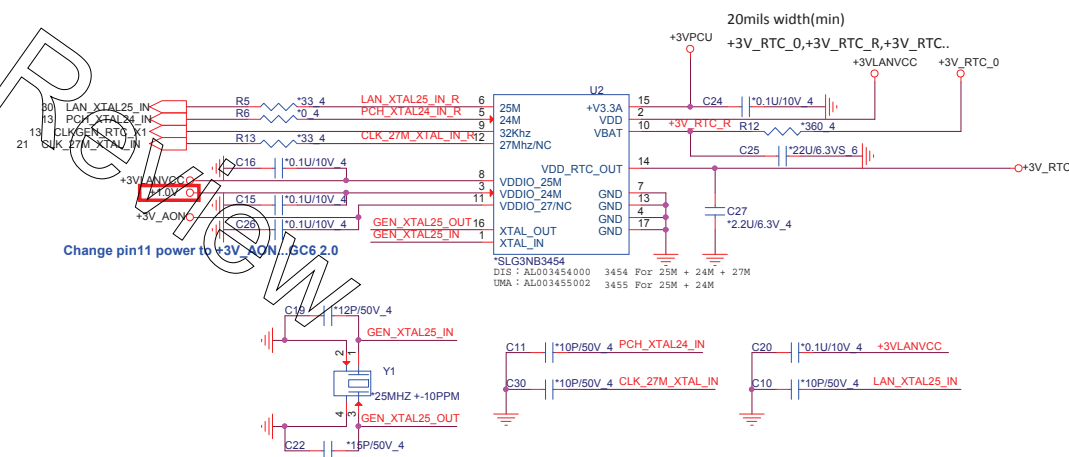 20mils width(min)
+3VPCU
+3V_RTC_0,+3V_RTC_R,+3V_RTC..
+3VLANVCC
+3V_RTC_0
U2
30 LAN_XTAL25_IN
R5 *33_4
LAN_XTAL25_IN_R
6 25M
+V3.3A 15
C24 *0.1U/10V_4
13 PCH_XTAL24_IN
R6 *0_4
PCH_XTAL24_IN_R
5 24M
VDD 2
13 CLKGEN_RTC_X1
9 32Khz
VBAT 10
+3V_RTC_R
R12 *360_4
21 CLK_27M_XTAL_IN
R13 *33_4
CLK_27M_XTAL_IN_R
12 27Mhz/NC
C25 *22U/6.3VS_6
C16 *0.1U/10V_4
VDD_RTC_OUT 14
+3V_RTC
+3VLANVCC
8 VDDIO_25M
+1.0V
3 VDDIO_24M
GND 7
C15 *0.1U/10V_4
11 VDDIO_27/NC
GND 13
+3V_AON
GND 4
C27
*2.2U/6.3V_4
C26 *0.1U/10V_4
GEN_XTAL25_OUT
16 XTAL_OUT
GND 17
GEN_XTAL25_IN
1 XTAL_IN
Change pin11 power to +3V_AON...GC6 2.0
*SLG3NB3454
DIS : AL003454000 3454 For 25M + 24M + 27M
UMA : AL003455002 3455 For 25M + 24M
Review
C19 *12P/50V_4
GEN_XTAL25_IN
2 1
Y1
*25MHZ +-10PPM
4 3
GEN_XTAL25_OUT
C22 *15P/50V_4
C11 *10P/50V_4 PCH_XTAL24_IN
C30 *10P/50V_4 CLK_27M_XTAL_IN
C20 *0.1U/10V_4 +3VLANVCC
C10 *10P/50V_4 LAN_XTAL25_IN